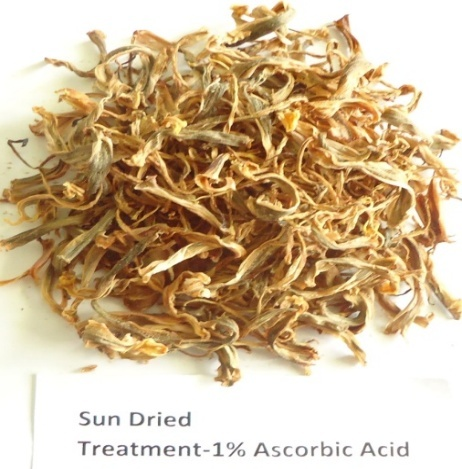 Sun Dried
Treatment-1% Ascorbic Acid